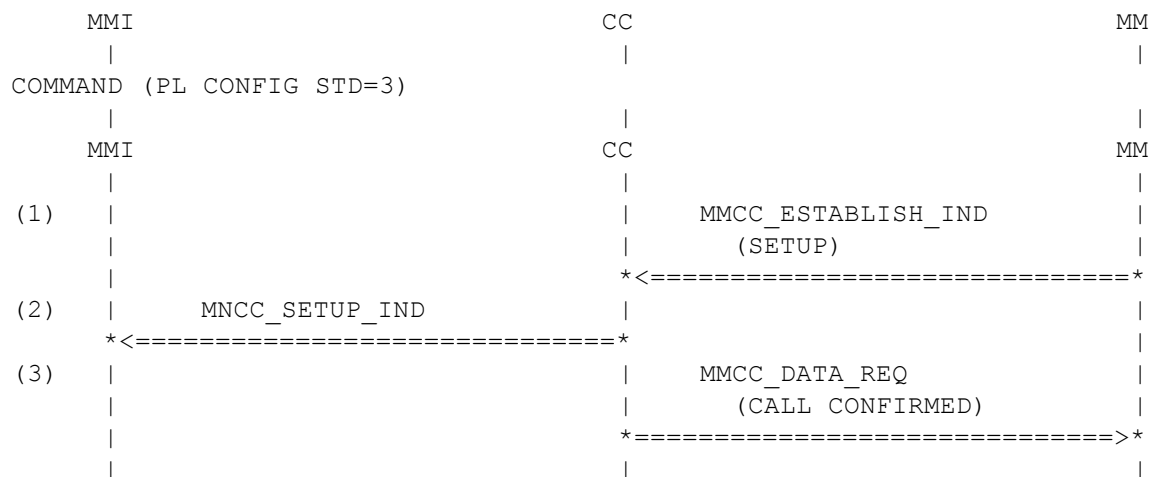 MMI CC MM
| | |
COMMAND (PL CONFIG STD=3)
| | |
MMI CC MM
| | |
(1) | | MMCC_ESTABLISH_IND |
| | (SETUP) |
| *<==============================*
(2) | MNCC_SETUP_IND | |
*<==============================* |
(3) | | MMCC_DATA_REQ |
| | (CALL CONFIRMED) |
| *==============================>*
| | |